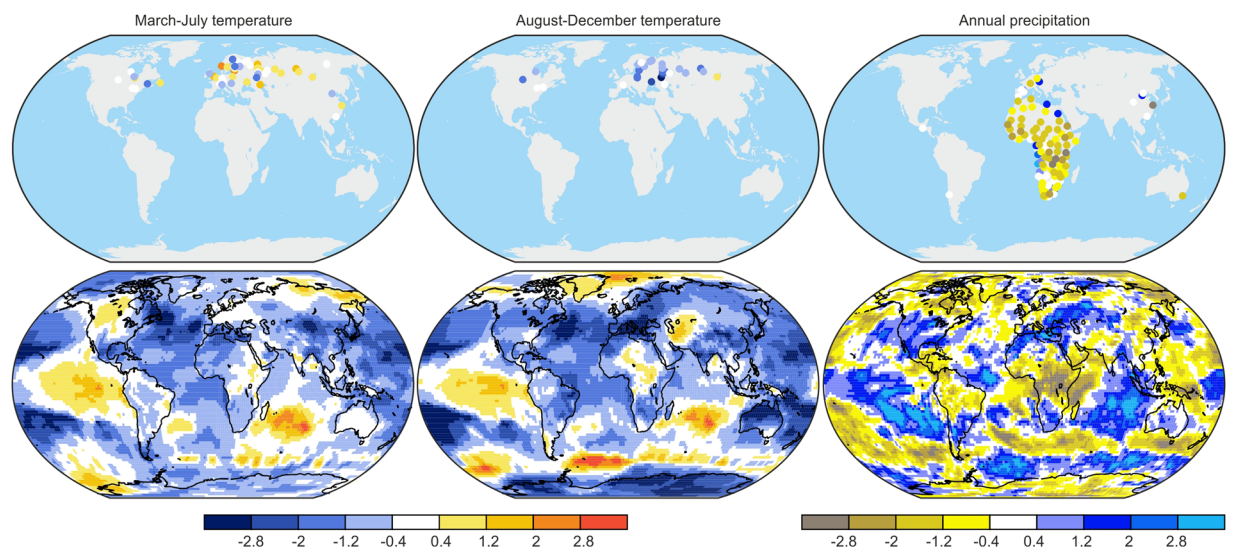 March-July temperature August-December temperature Annual precipitation
-2.8 -2 -1.2 -0.4 0.4 1.2 2 2.8 -2.8 -2 -1.2 -0.4 0.4 1.2 2 2.8